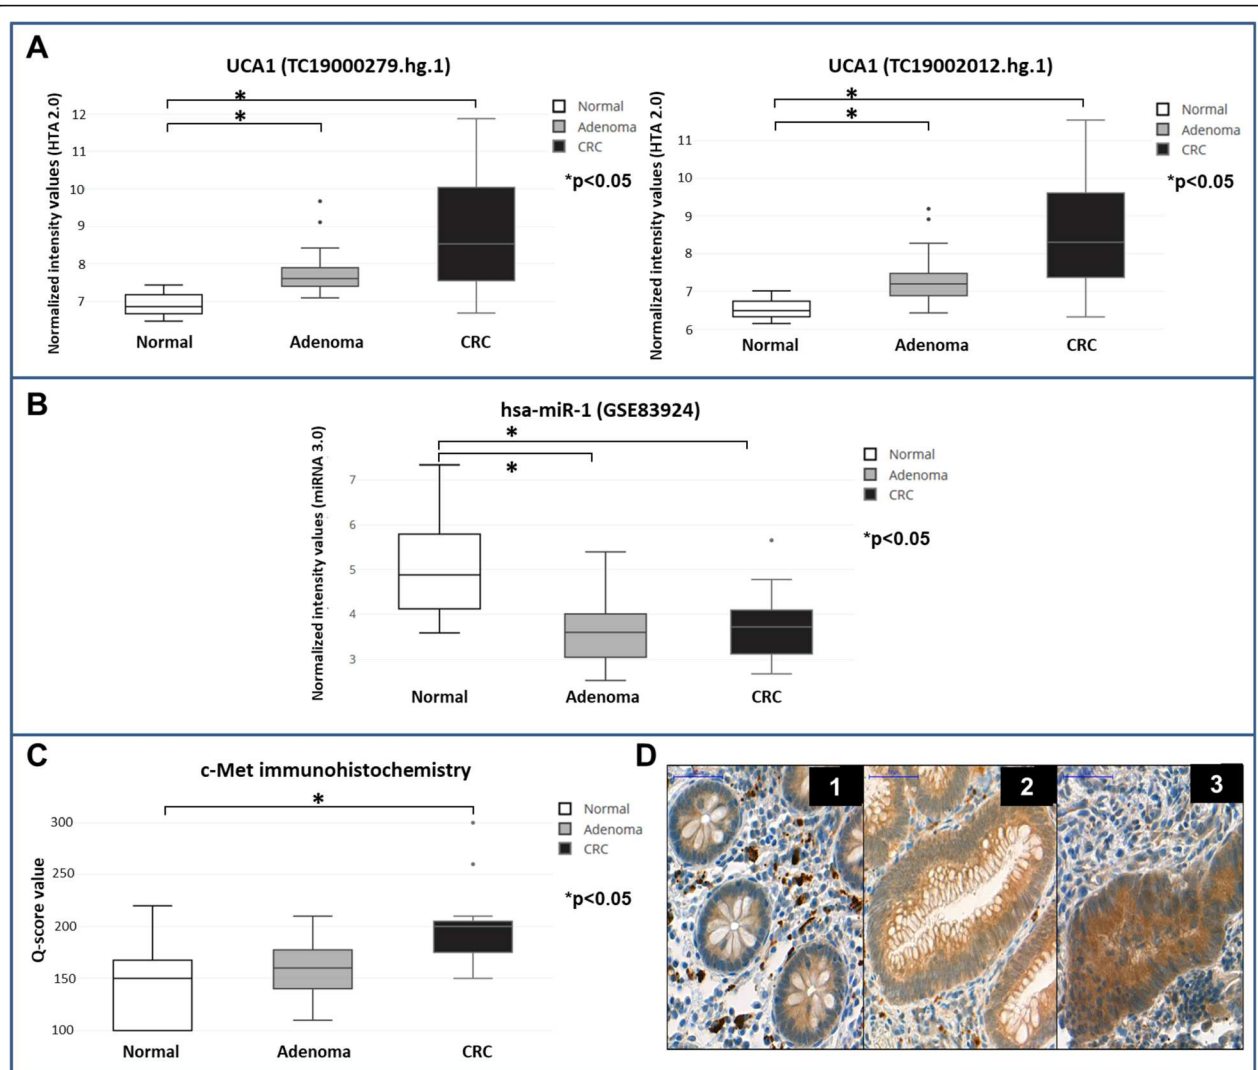 A
UCA1 (TC19000279.hg.1)
Normalized intensity values (HTA 2.0)
12
11
10
9
8
7
*
*
Normal
Adenoma
CRC
*p<0.05
Normal
Adenoma
CRC
UCA1 (TC19002012.hg.1)
Normalized intensity values (HTA 2.0)
11
10
9
8
7
6
*
*
Normal
Adenoma
CRC
*p<0.05
Normal
Adenoma
CRC
B
hsa-miR-1 (GSE83924)
Normalized intensity values (miRNA 3.0)
7
6
5
4
3
*
*
Normal
Adenoma
CRC
*p<0.05
Normal
Adenoma
CRC
C
c-Met immunohistochemistry
Q-score value
300
250
200
150
100
*
Normal
Adenoma
CRC
*p<0.05
Normal
Adenoma
CRC
D
1
2
3